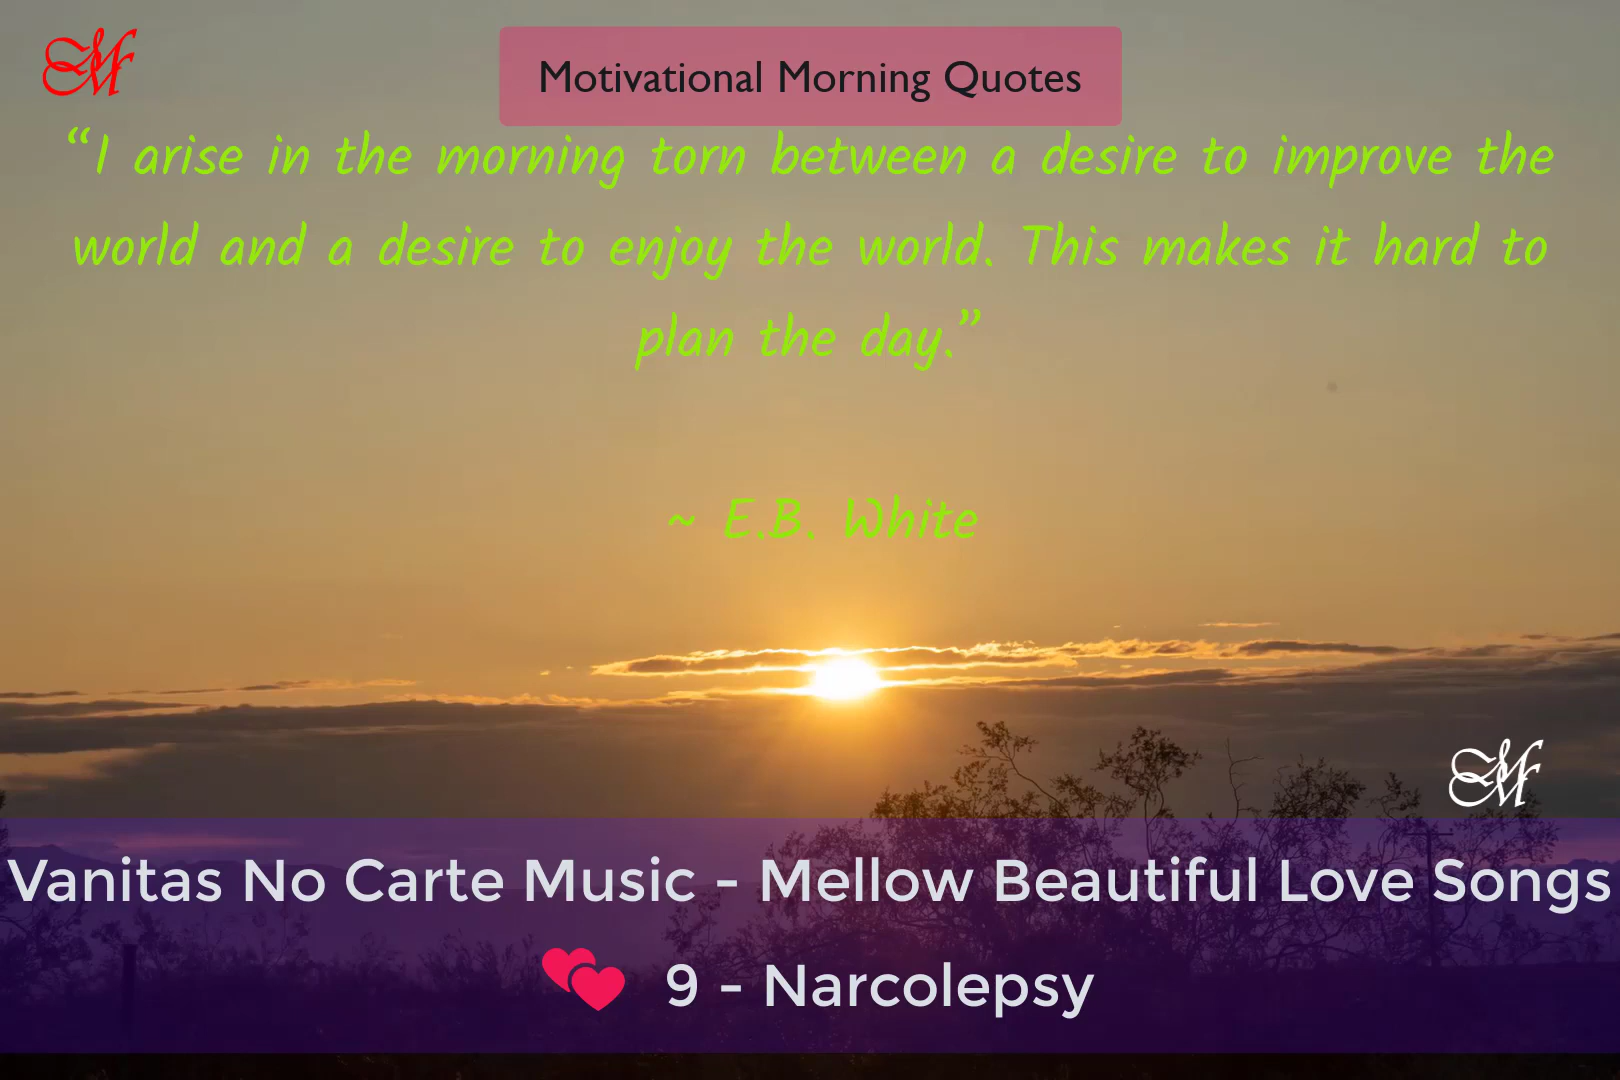 Motivational Morning Quotes
“I arise in the morning torn between a desire to improve the
world and a desire to enjoy the world. This makes it hard to
plan the day.”
~ E.B. White
Vanitas No Carte Music - Mellow Beautiful Love Songs
9 - Narcolepsy